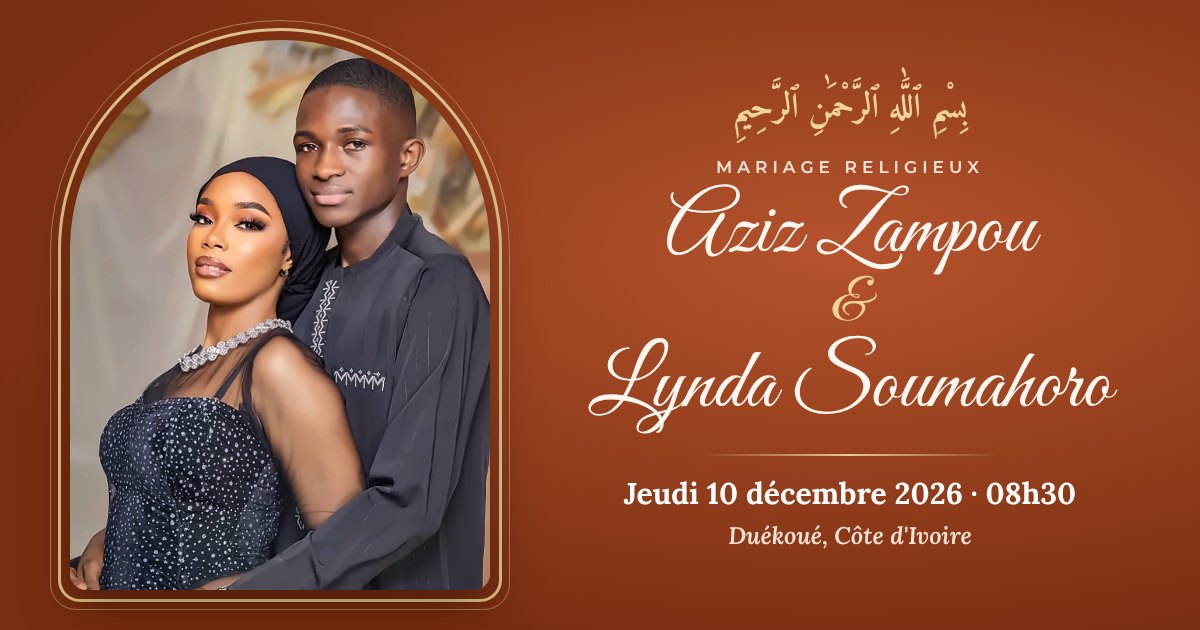 بِسْمِ ٱللَّٰهِ ٱلرَّحْمَٰنِ ٱلرَّحِيمِ
MARIAGE RELIGIEUX
Aziz Zampou
&
Lynda Soumahoro
Jeudi 10 décembre 2026 · 08h30
Duékoué, Côte d'Ivoire